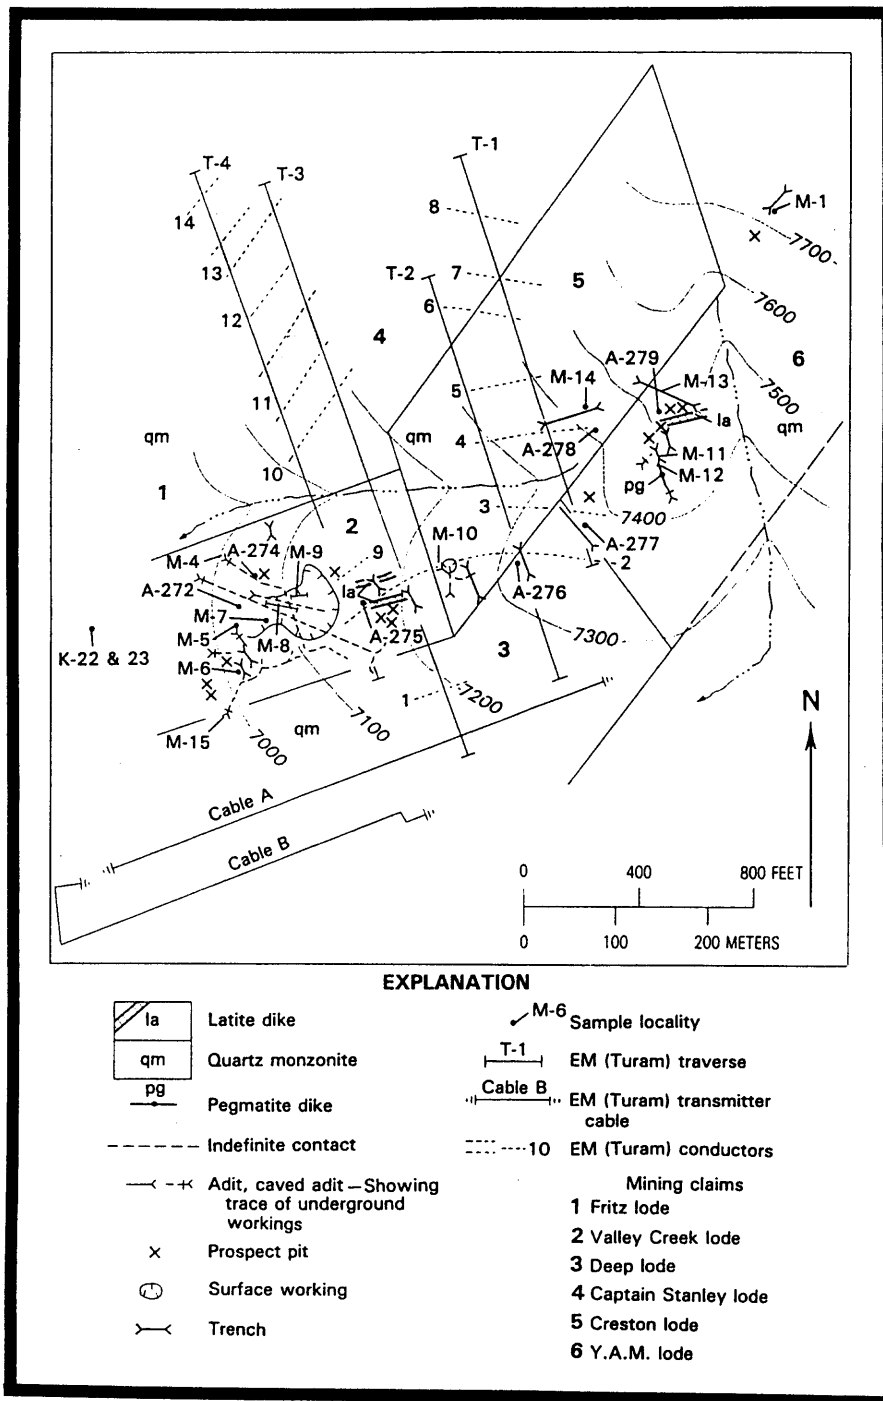 T-1
T-4
T-3
M-1
14
8
7700
13
T-2
7
5
7600
12
6
4
6
A-279
M-14
M-13
7500
5
la
11
qm
qm
4
A-278
qm
M-11
M-12
10
pg
1
3
7400
2
M-10
A-277
M-4
A-274
M-9
9
2
A-272
la
A-276
M-7
M-5
M-8
A-275
7300
K-22 & 23
M-6
3
1
7200
N
M-15
7000
7100
qm
Cable A
Cable B
0 400 800 FEET
0 100 200 METERS
EXPLANATION
la Latite dike
qm Quartz monzonite
pg
Pegmatite dike
Indefinite contact
Adit, caved adit—Showing
trace of underground
workings
Prospect pit
Surface working
Trench
M-6 Sample locality
T-1
EM (Turam) traverse
Cable B
EM (Turam) transmitter
cable
10 EM (Turam) conductors
Mining claims
1 Fritz lode
2 Valley Creek lode
3 Deep lode
4 Captain Stanley lode
5 Creston lode
6 Y.A.M. lode